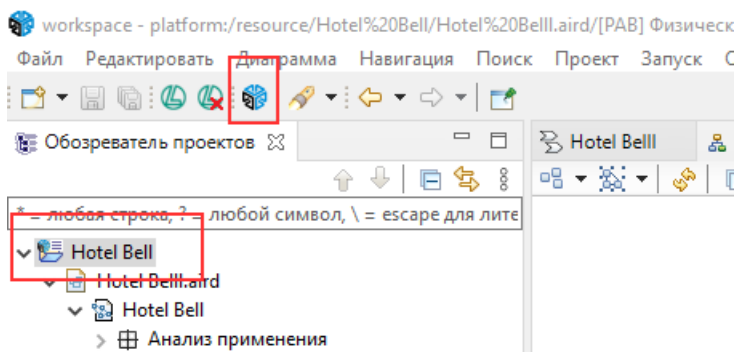 workspace - platform:/resource/Hotel%20Bell/Hotel%20Belll.aird/[PAB] Физическ
Файл Редактировать Диаграмма Навигация Поиск Проект Запуск С
Обозреватель проектов
Hotel Belll
* = любая строка, ? = любой символ, \ = escape для лите
Hotel Bell
Hotel Belll.aird
Hotel Bell
Анализ применения